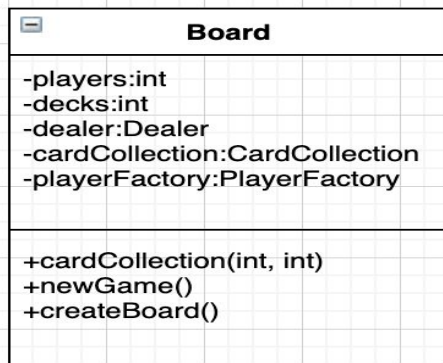 Board
-players:int
-decks:int
-dealer:Dealer
-cardCollection:CardCollection
-playerFactory:PlayerFactory
+cardCollection(int, int)
+newGame()
+createBoard()